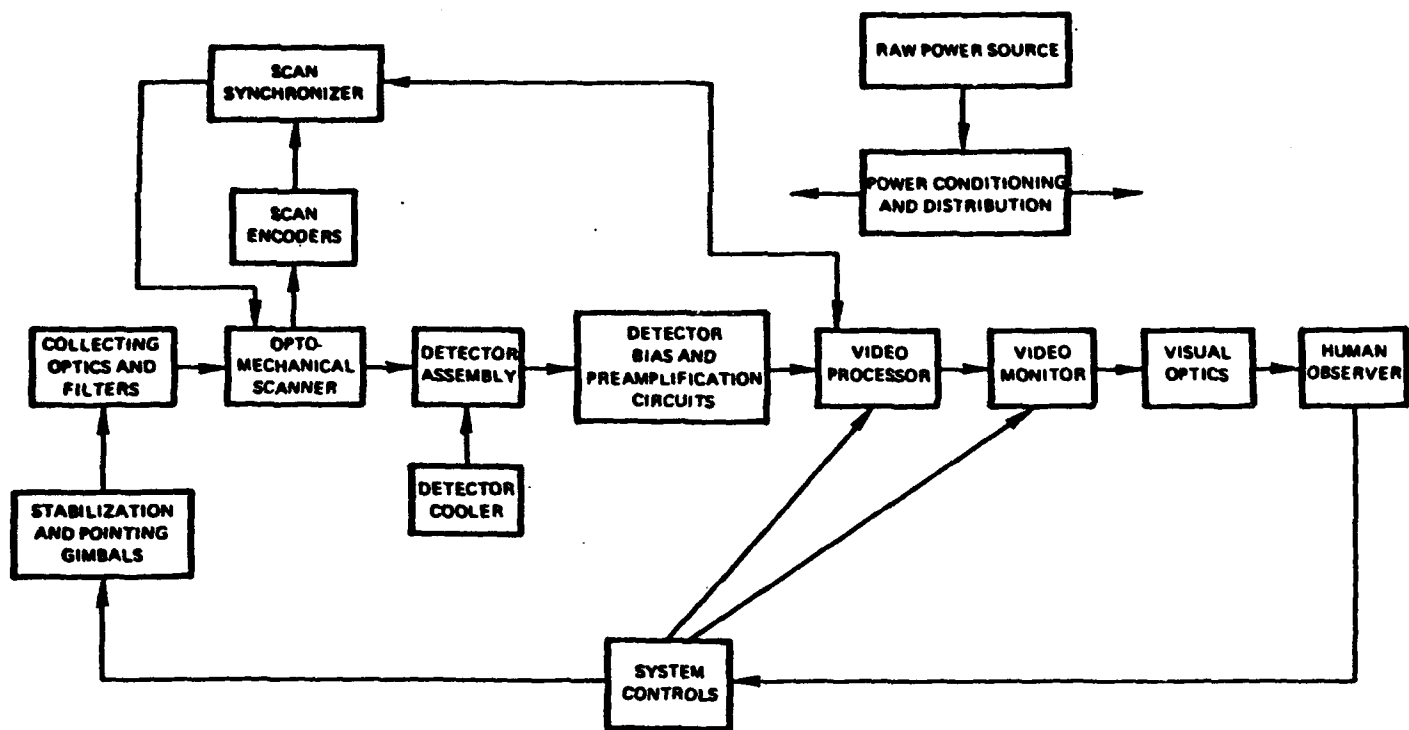 RAW POWER SOURCE
SCAN
SYNCHRONIZER
POWER CONDITIONING
AND DISTRIBUTION
SCAN
ENCODERS
COLLECTING
OPTICS AND
FILTERS
OPTO-
MECHANICAL
SCANNER
DETECTOR
ASSEMBLY
DETECTOR
BIAS AND
PREAMPLIFICATION
CIRCUITS
VIDEO
PROCESSOR
VIDEO
MONITOR
VISUAL
OPTICS
HUMAN
OBSERVER
STABILIZATION
AND POINTING
GIMBALS
DETECTOR
COOLER
SYSTEM
CONTROLS